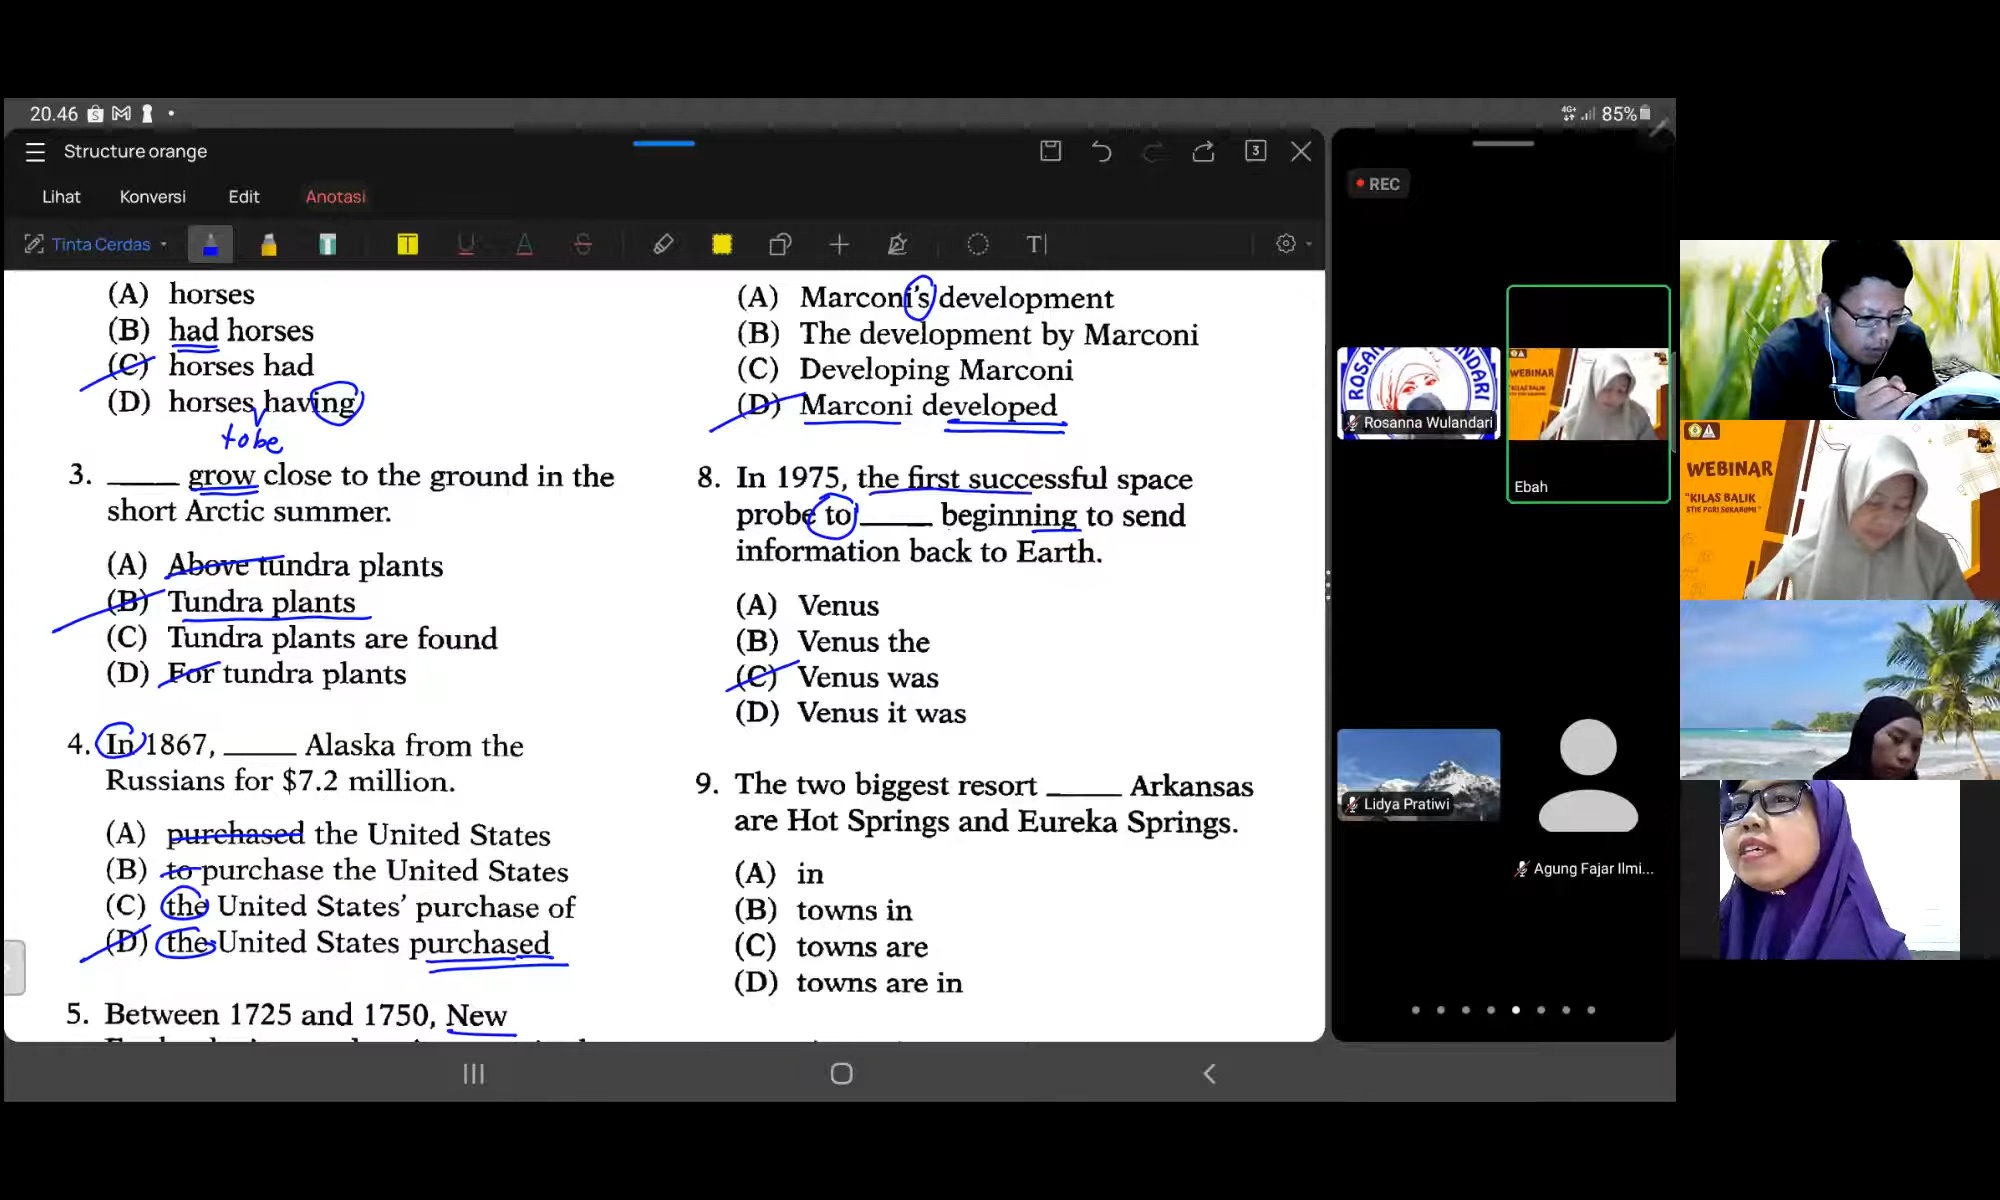 20.46
4G+
85%
Structure orange
3
Lihat
Konversi
Edit
Anotasi
Tinta Cerdas
(A) horses
(B) had horses
(C) horses had
(D) horses having
to be
3. ____ grow close to the ground in the
short Arctic summer.
(A) Above tundra plants
(B) Tundra plants
(C) Tundra plants are found
(D) For tundra plants
4. In 1867, ____ Alaska from the
Russians for $7.2 million.
(A) purchased the United States
(B) to purchase the United States
(C) the United States' purchase of
(D) the United States purchased
5. Between 1725 and 1750, New
(A) Marconi's development
(B) The development by Marconi
(C) Developing Marconi
(D) Marconi developed
8. In 1975, the first successful space
probe to ____ beginning to send
information back to Earth.
(A) Venus
(B) Venus the
(C) Venus was
(D) Venus it was
9. The two biggest resort ____ Arkansas
are Hot Springs and Eureka Springs.
(A) in
(B) towns in
(C) towns are
(D) towns are in
REC
Rosanna Wulandari
WEBINAR
Ebah
Lidya Pratiwi
Agung Fajar Ilmi...
WEBINAR
"KILAS BALIK
STIE PGRI SUKABUMI"